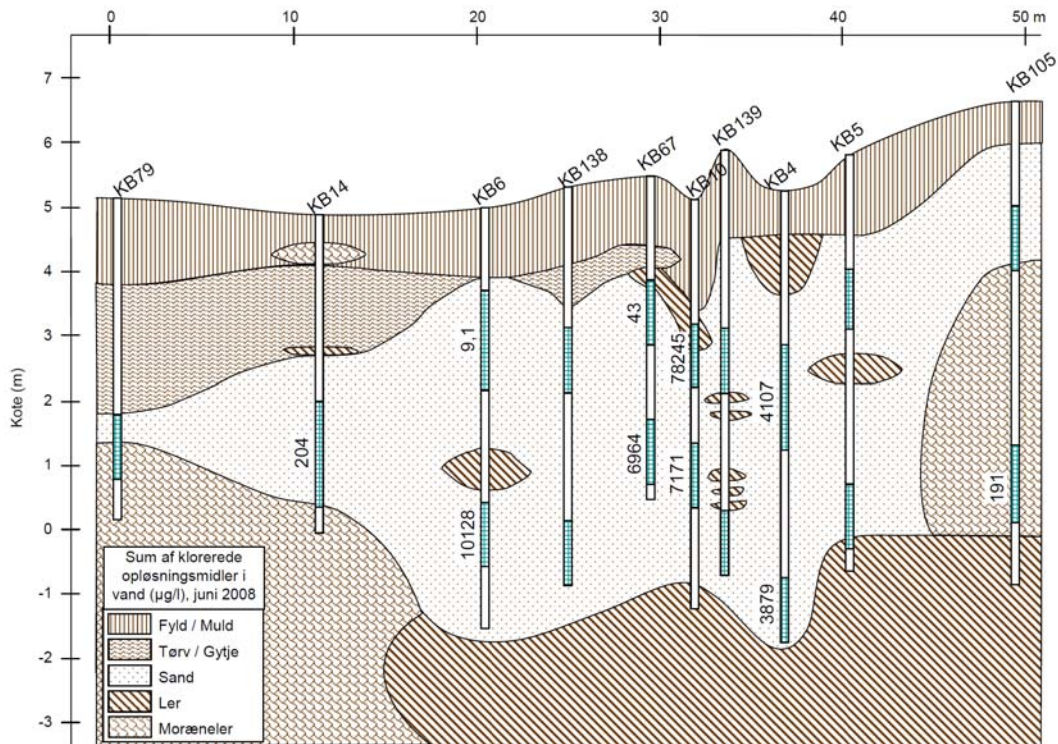 0 10 20 30 40 50 m
KB105
KB139
KB5
KB67
KB4
KB138
KB10
KB6
KB79
KB14
7
6
5
4
3
2
1
0
-1
-2
-3
Kote (m)
204
9,1
10128
43
6964
78245
7171
4107
3879
191
Sum af klorerede
opløsningsmidler i
vand (µg/l), juni 2008
Fyld / Muld
Tørv / Gytje
Sand
Ler
Moræneler